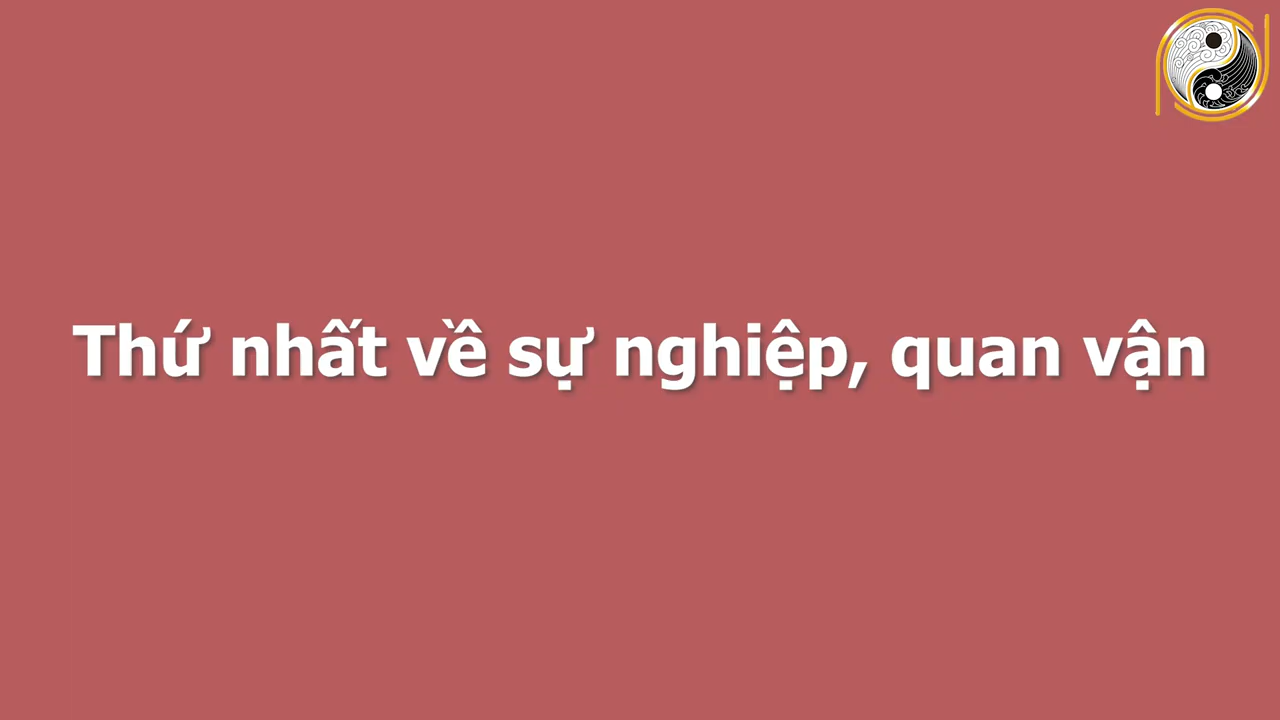 Thứ nhất về sự nghiệp, quan vận